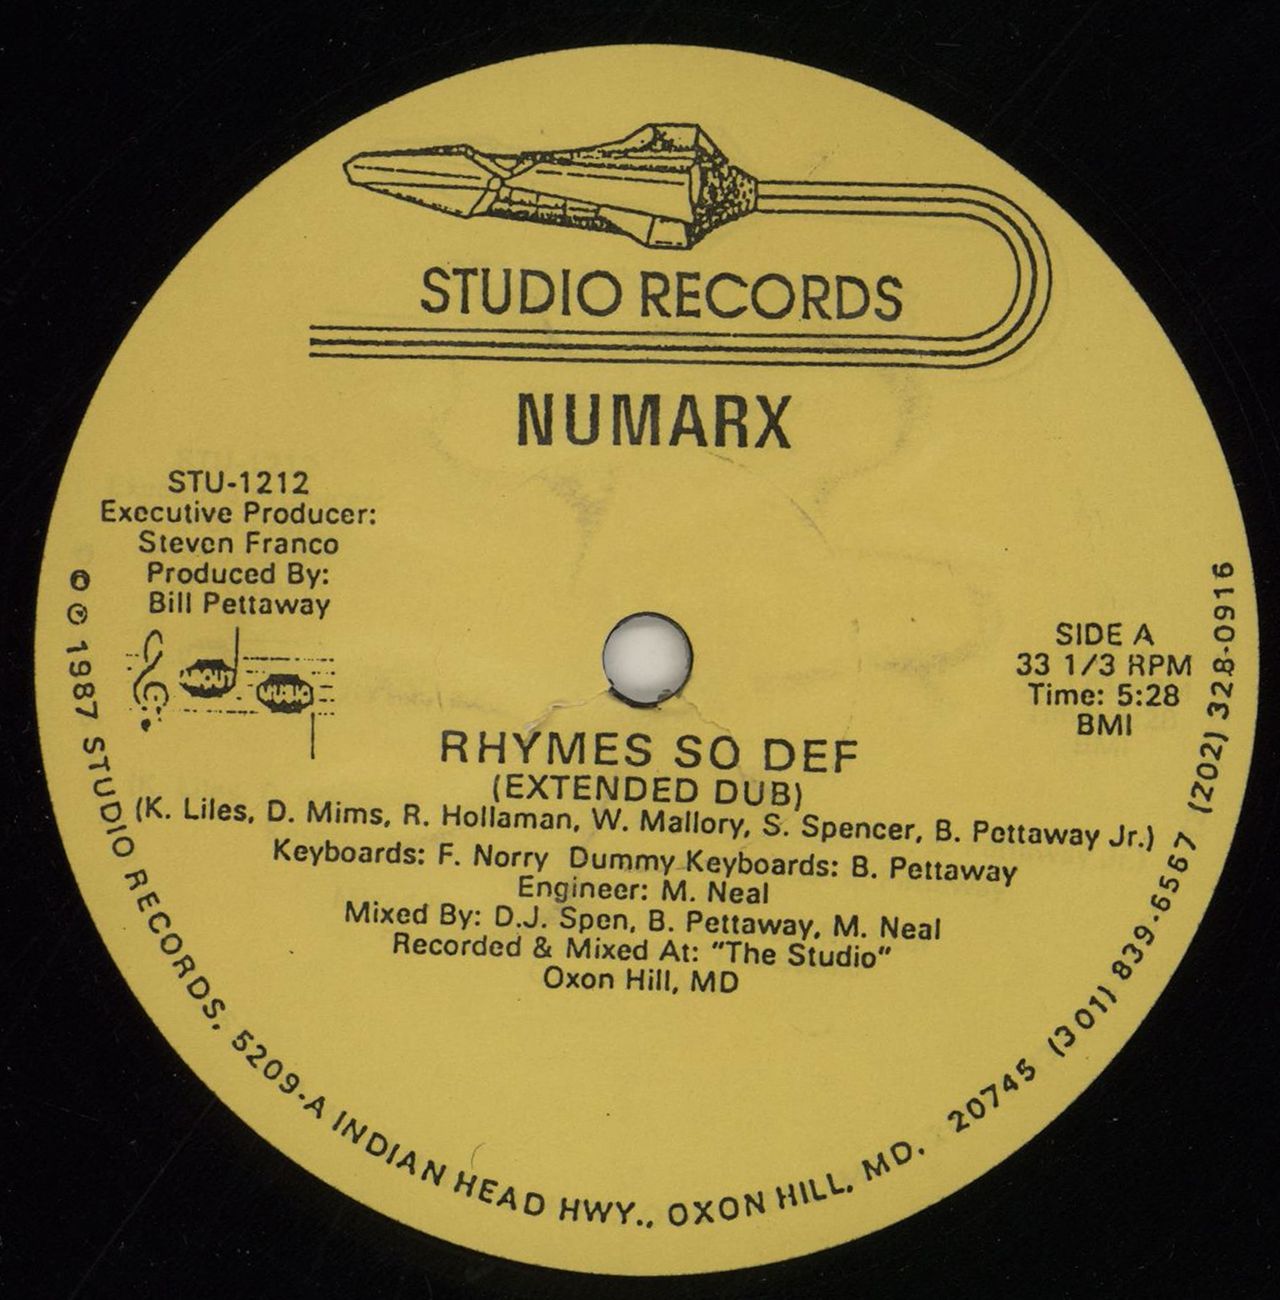 STUDIO RECORDS
NUMARX
STU-1212
Executive Producer:
Steven Franco
Produced By:
Bill Pettaway
ABOUT
MUSIC
SIDE A
33 1/3 RPM
Time: 5:28
BMI
RHYMES SO DEF
(EXTENDED DUB)
(K. Liles, D. Mims, R. Hollaman, W. Mallory, S. Spencer, B. Pettaway Jr.)
Keyboards: F. Norry Dummy Keyboards: B. Pettaway
Engineer: M. Neal
Mixed By: D.J. Spen, B. Pettaway, M. Neal
Recorded & Mixed At: "The Studio"
Oxon Hill, MD
℗ © 1987 STUDIO RECORDS, 5209-A INDIAN HEAD HWY., OXON HILL, MD. 20745 (301) 839-6567 (202) 328-0916